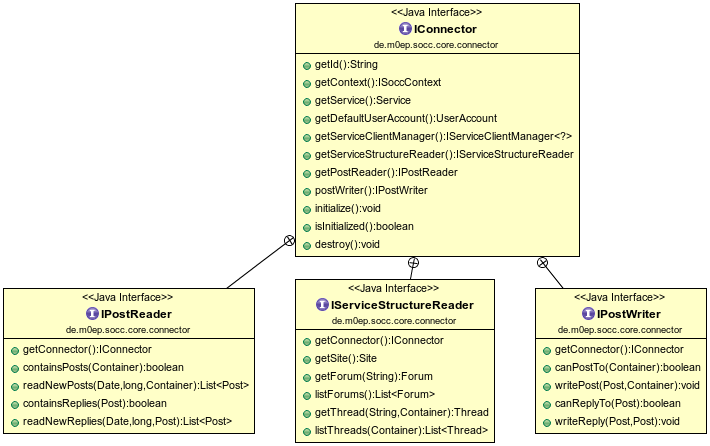 <<Java Interface>>
IConnector
de.m0ep.socc.core.connector
getId():String
getContext():ISoccContext
getService():Service
getDefaultUserAccount():UserAccount
getServiceClientManager():IServiceClientManager<?>
getServiceStructureReader():IServiceStructureReader
getPostReader():IPostReader
postWriter():IPostWriter
initialize():void
isInitialized():boolean
destroy():void
<<Java Interface>>
IPostReader
de.m0ep.socc.core.connector
getConnector():IConnector
containsPosts(Container):boolean
readNewPosts(Date,long,Container):List<Post>
containsReplies(Post):boolean
readNewReplies(Date,long,Post):List<Post>
<<Java Interface>>
IServiceStructureReader
de.m0ep.socc.core.connector
getConnector():IConnector
getSite():Site
getForum(String):Forum
listForums():List<Forum>
getThread(String,Container):Thread
listThreads(Container):List<Thread>
<<Java Interface>>
IPostWriter
de.m0ep.socc.core.connector
getConnector():IConnector
canPostTo(Container):boolean
writePost(Post,Container):void
canReplyTo(Post):boolean
writeReply(Post,Post):void